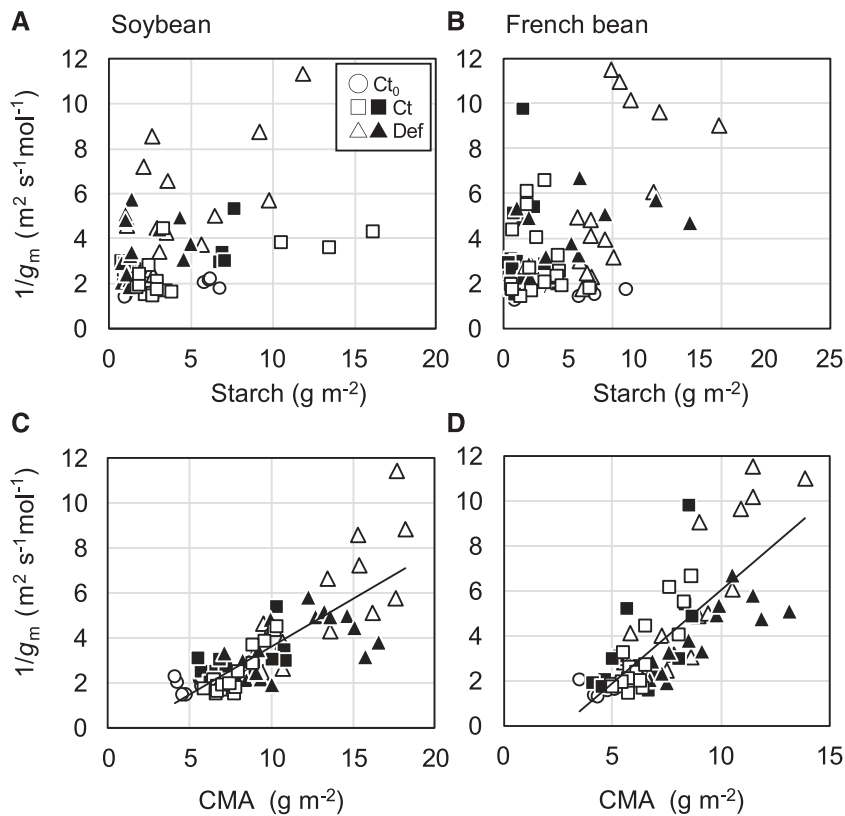 A Soybean
B French bean
12
10
8
6
4
2
0
1/gm (m2 s-1mol-1)
Ct0
Ct
Def
0 5 10 15 20
Starch (g m-2)
12
10
8
6
4
2
0
0 5 10 15 20 25
Starch (g m-2)
C
12
10
8
6
4
2
0
1/gm (m2 s-1mol-1)
0 5 10 15 20
CMA (g m-2)
D
12
10
8
6
4
2
0
0 5 10 15
CMA (g m-2)